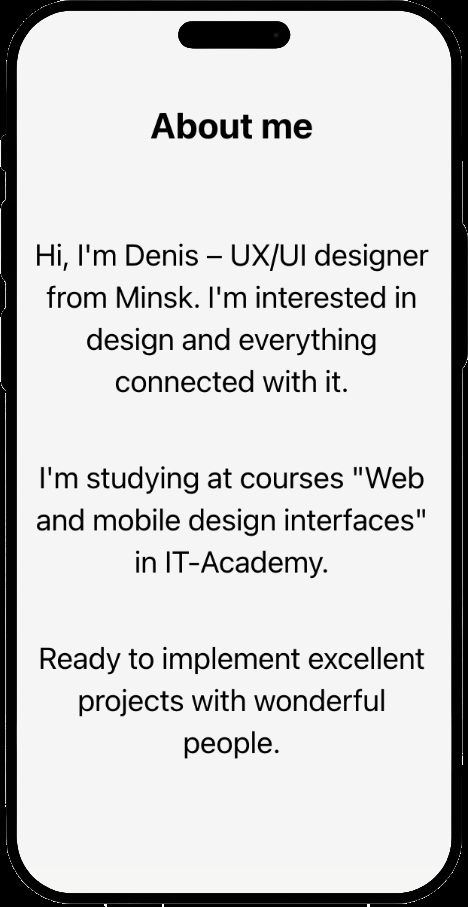 About me
Hi, I'm Denis – UX/UI designer
from Minsk. I'm interested in
design and everything
connected with it.
I'm studying at courses "Web
and mobile design interfaces"
in IT-Academy.
Ready to implement excellent
projects with wonderful
people.